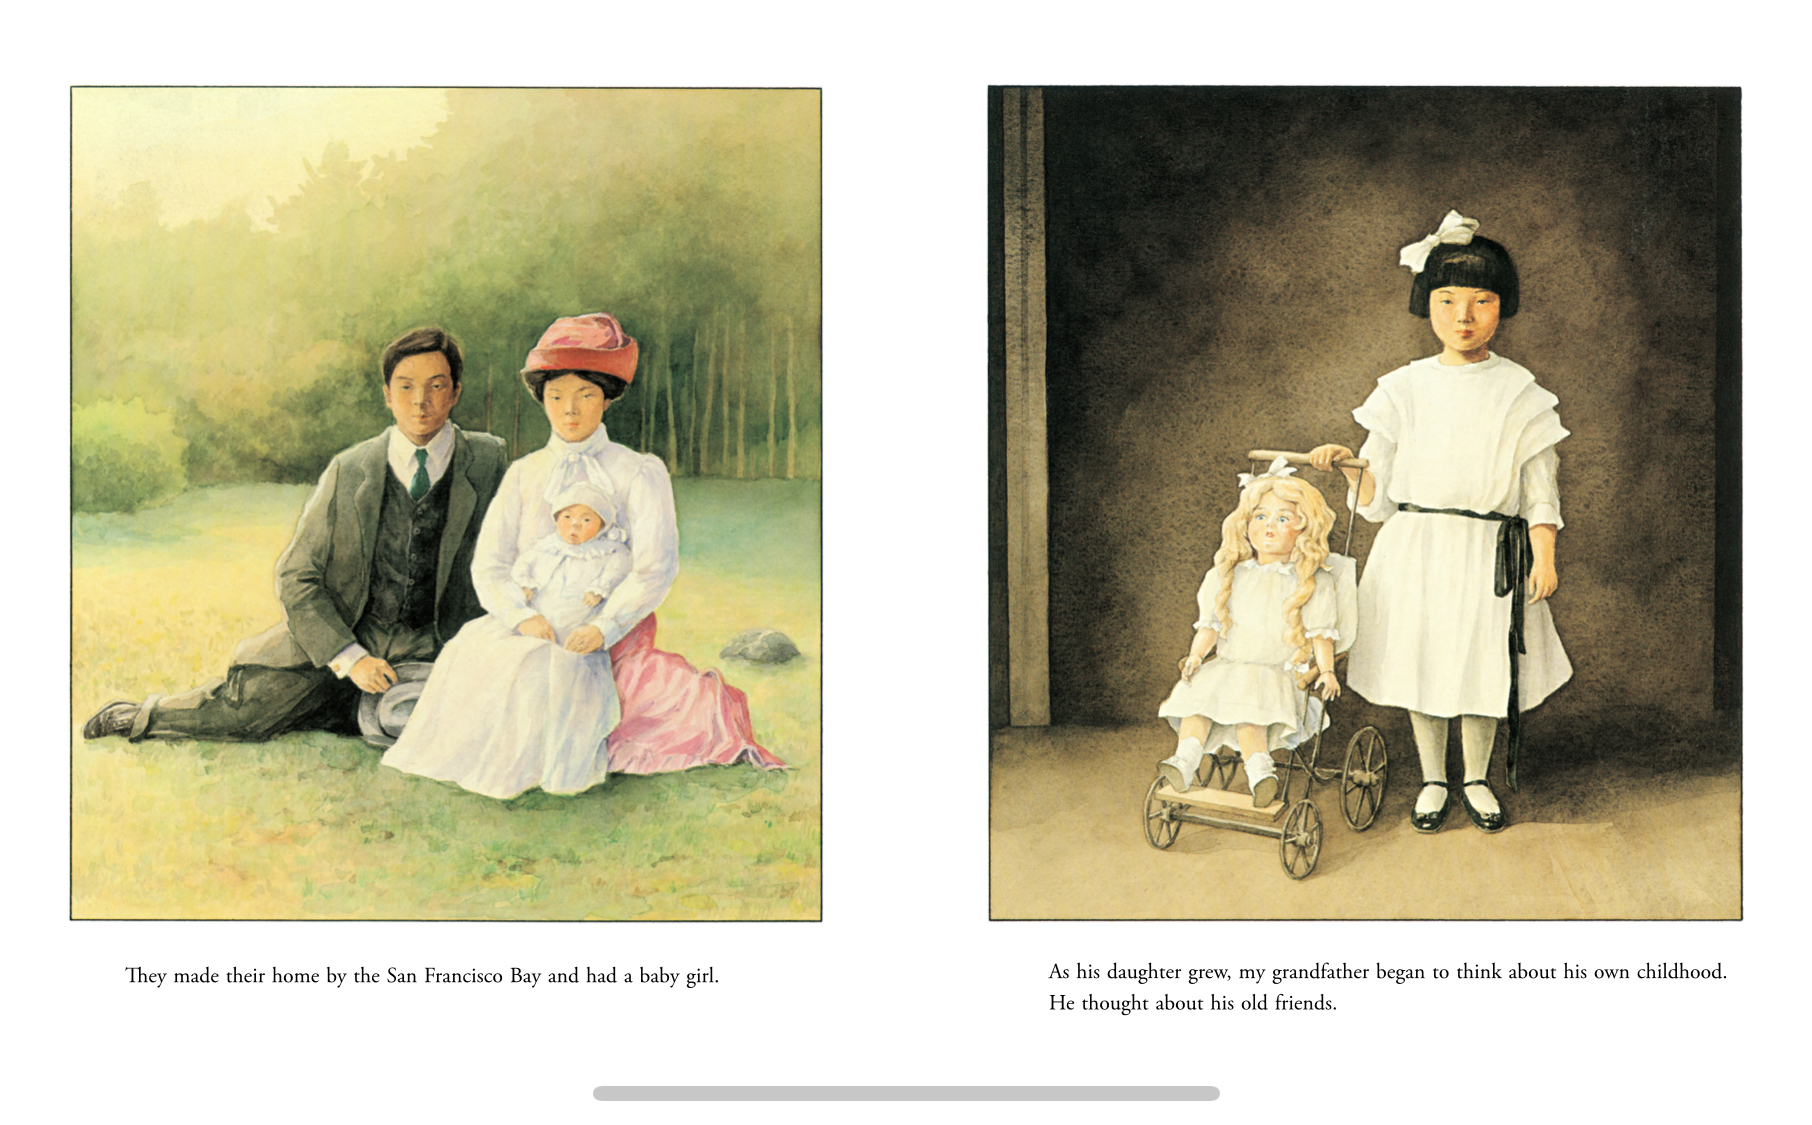 They made their home by the San Francisco Bay and had a baby girl.
As his daughter grew, my grandfather began to think about his own childhood.
He thought about his old friends.